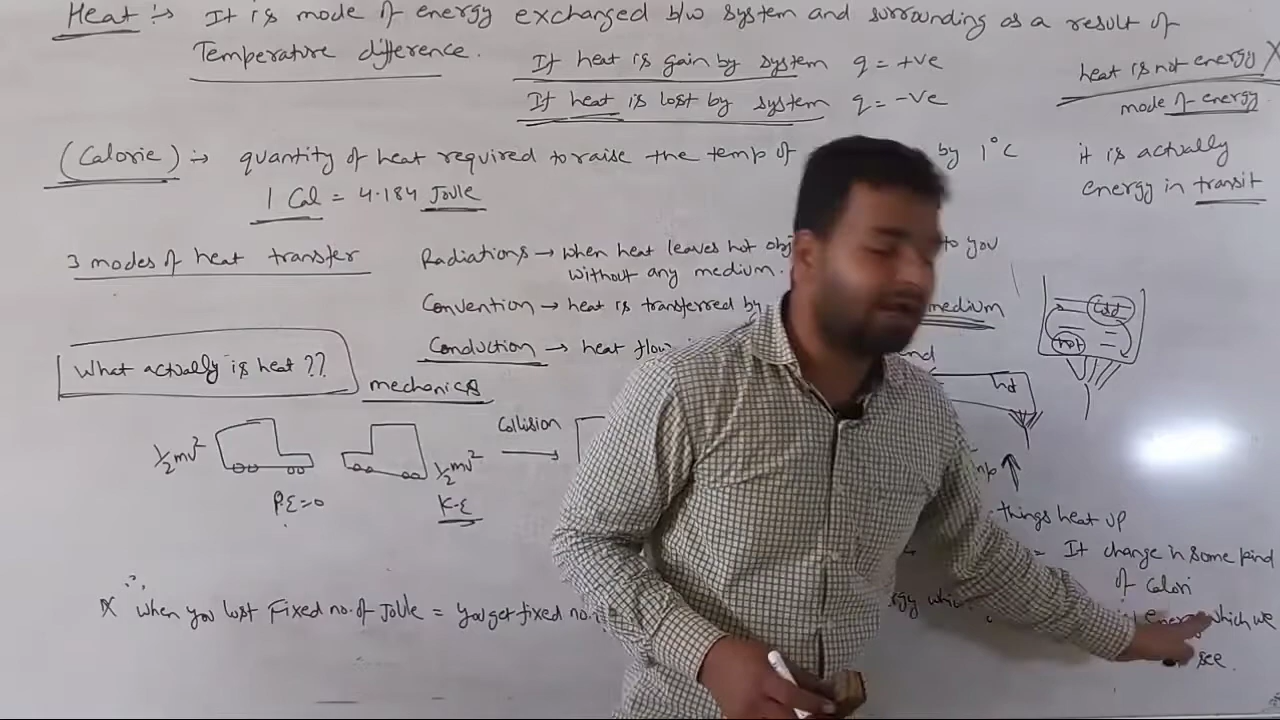 Heat :→ It is mode of energy exchanged b/w system and surrounding as a result of
Temperature difference.
If heat is gain by system q = +ve
If heat is lost by system q = -ve
heat is not energy X
mode of energy
it is actually
energy in transit
(Calorie) :→ quantity of heat required to raise the temp of by 1°C
1 Cal = 4.184 Joule
3 modes of heat transfer
Radiations → when heat leaves hot obj to you
without any medium.
Convention → heat is transferred by medium
Conduction → heat flow
hot
cold
hot
What actually is heat ??
mechanics
½mv²
½mv²
Collision
PE=0
K.E
things heat up
= It change in some kind
of Calori
∵ X when you lost Fixed no. of Joule = you get fixed no.
energy which we
see.